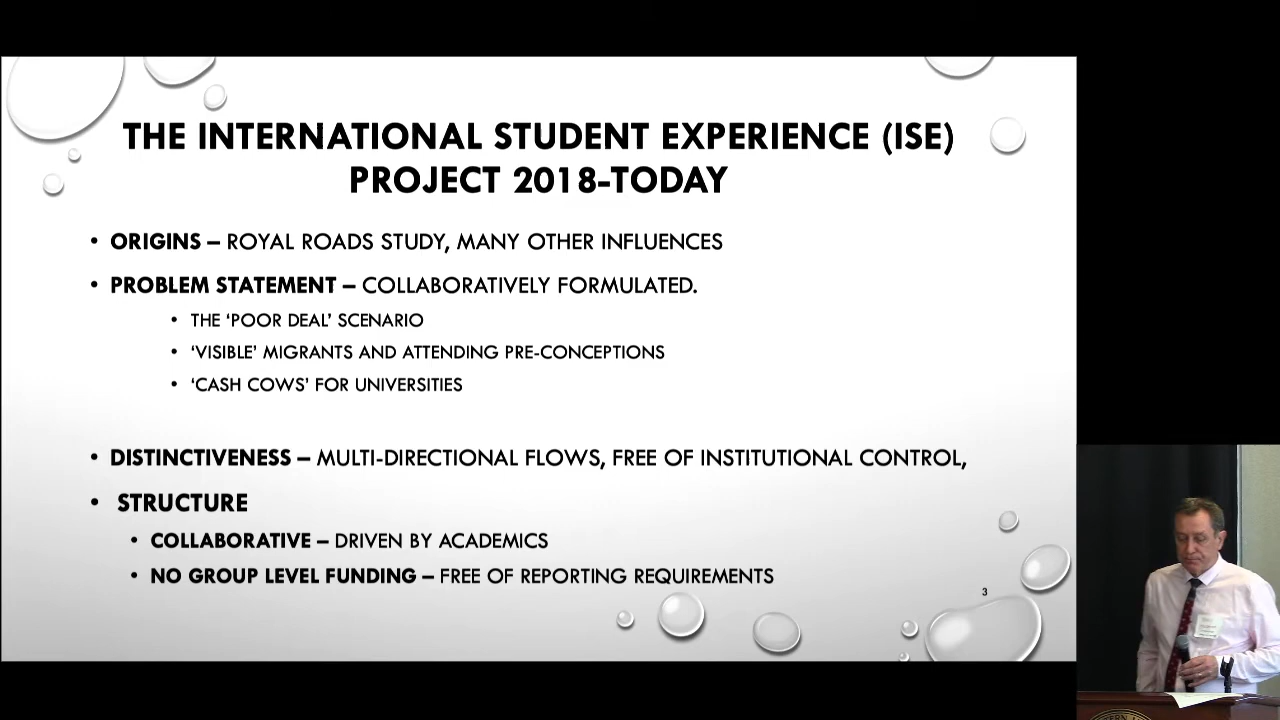 THE INTERNATIONAL STUDENT EXPERIENCE (ISE)
PROJECT 2018-TODAY
• ORIGINS – ROYAL ROADS STUDY, MANY OTHER INFLUENCES
• PROBLEM STATEMENT – COLLABORATIVELY FORMULATED.
• THE ‘POOR DEAL’ SCENARIO
• ‘VISIBLE’ MIGRANTS AND ATTENDING PRE-CONCEPTIONS
• ‘CASH COWS’ FOR UNIVERSITIES
• DISTINCTIVENESS – MULTI-DIRECTIONAL FLOWS, FREE OF INSTITUTIONAL CONTROL,
• STRUCTURE
• COLLABORATIVE – DRIVEN BY ACADEMICS
• NO GROUP LEVEL FUNDING – FREE OF REPORTING REQUIREMENTS
3